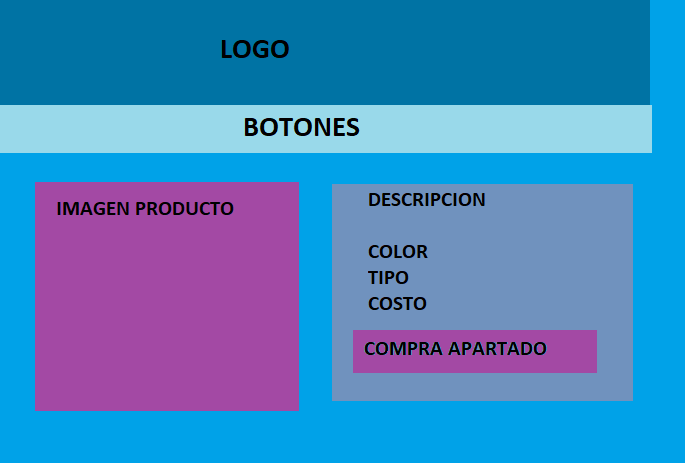 LOGO
BOTONES
IMAGEN PRODUCTO
DESCRIPCION
COLOR
TIPO
COSTO
COMPRA APARTADO